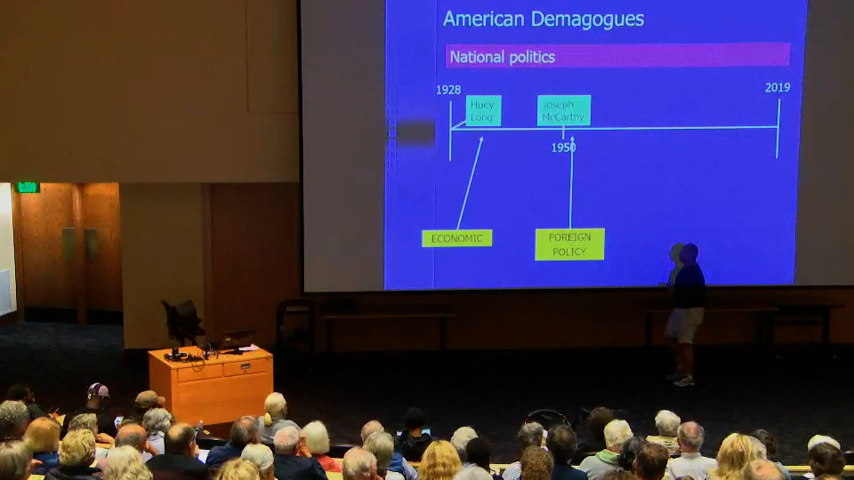 American Demagogues
National politics
1928
2019
Huey
Long
Joseph
McCarthy
1950
ECONOMIC
FOREIGN
POLICY